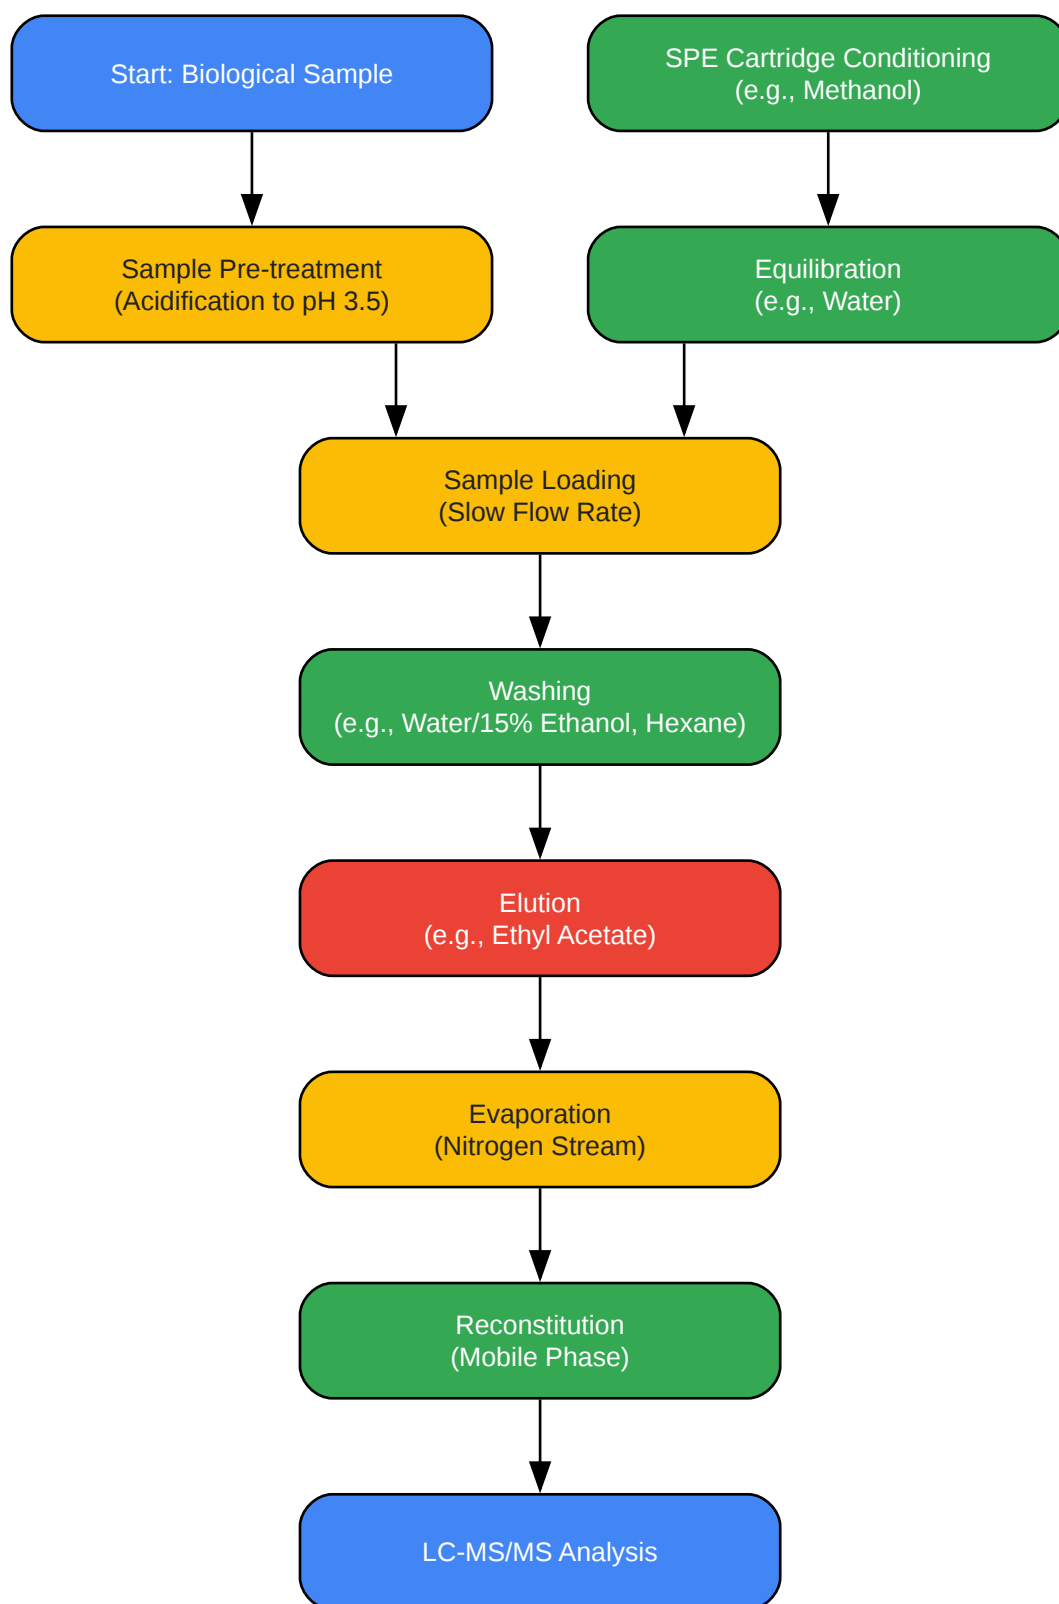 Start: Biological Sample
SPE Cartridge Conditioning
(e.g., Methanol)
Sample Pre-treatment
(Acidification to pH 3.5)
Equilibration
(e.g., Water)
Sample Loading
(Slow Flow Rate)
Washing
(e.g., Water/15% Ethanol, Hexane)
Elution
(e.g., Ethyl Acetate)
Evaporation
(Nitrogen Stream)
Reconstitution
(Mobile Phase)
LC-MS/MS Analysis